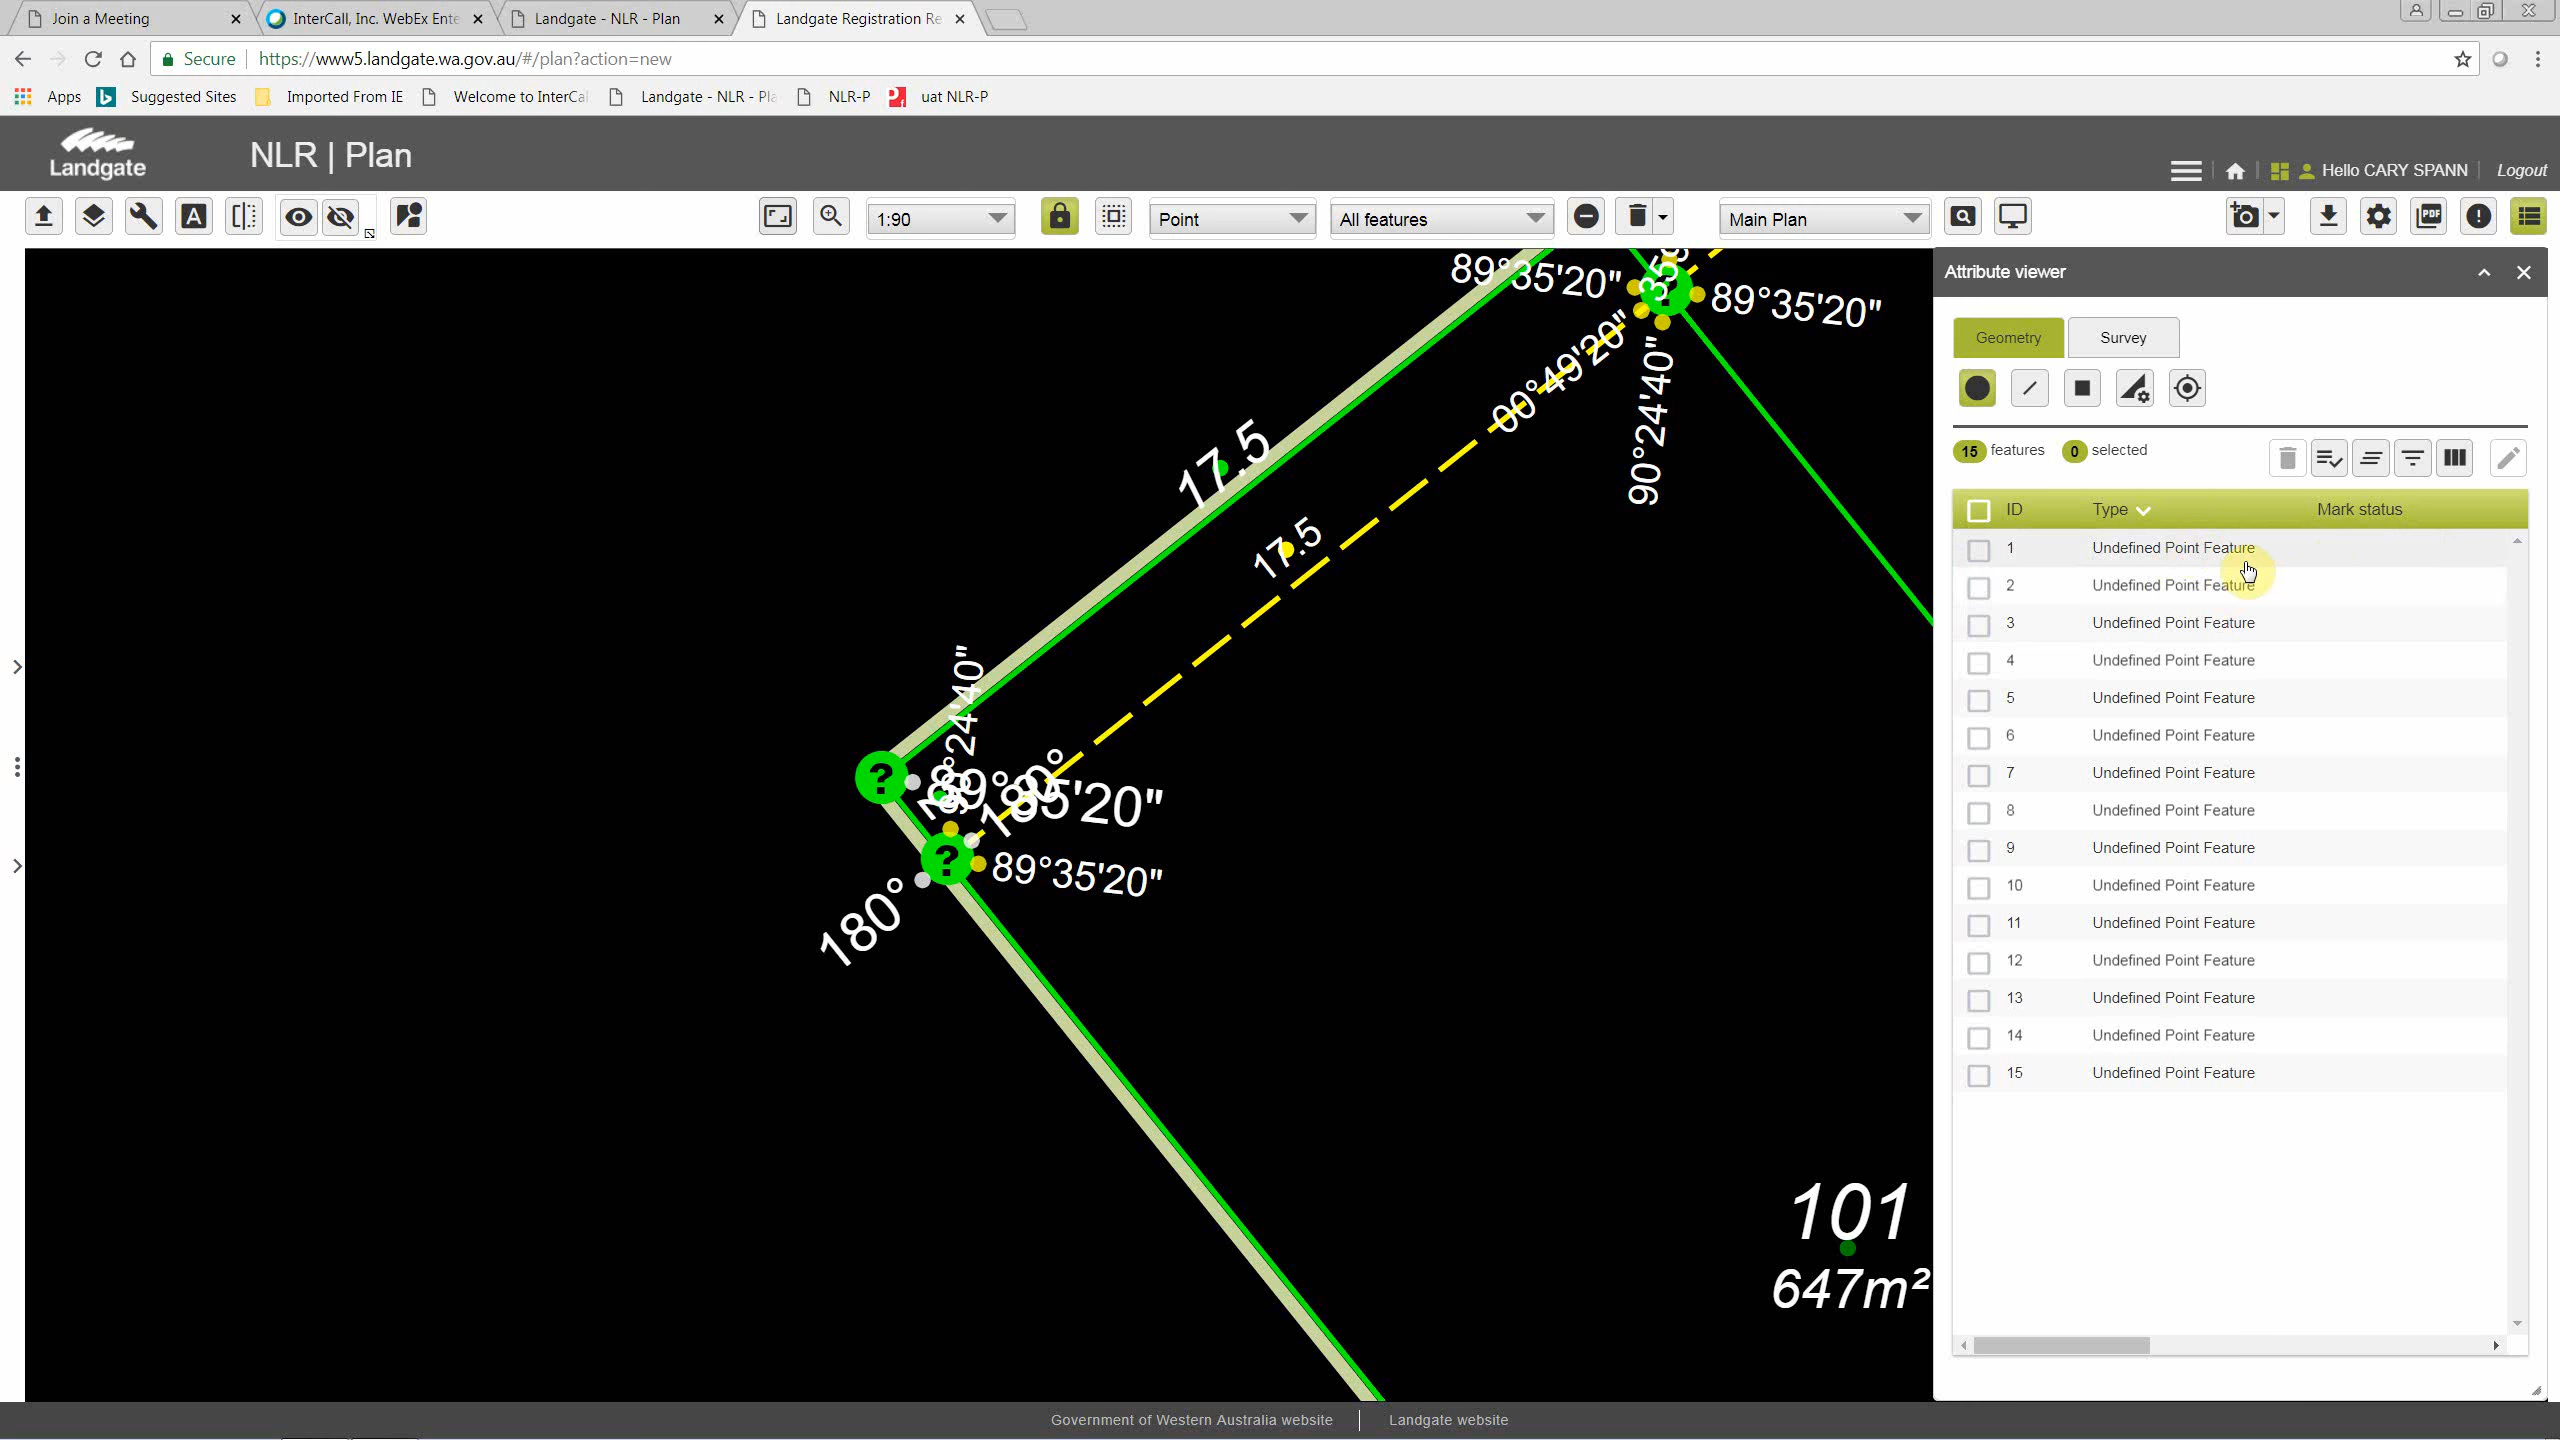 Join a Meeting
InterCall, Inc. WebEx Ente
Landgate - NLR - Plan
Landgate Registration Re
Secure
https://www5.landgate.wa.gov.au/#/plan?action=new
Apps
Suggested Sites
Imported From IE
Welcome to InterCal
Landgate - NLR - Pla
NLR-P
uat NLR-P
Landgate
NLR | Plan
Hello CARY SPANN
Logout
A
1:90
Point
All features
Main Plan
PDF
89°35'20"
89°35'20"
00°49'20"
90°24'40"
17.5
17.5
?
89°35'20"
180°
?
89°35'20"
180°
101
647m²
Attribute viewer
Geometry
Survey
15 features
0 selected
ID Type Mark status
1 Undefined Point Feature
2 Undefined Point Feature
3 Undefined Point Feature
4 Undefined Point Feature
5 Undefined Point Feature
6 Undefined Point Feature
7 Undefined Point Feature
8 Undefined Point Feature
9 Undefined Point Feature
10 Undefined Point Feature
11 Undefined Point Feature
12 Undefined Point Feature
13 Undefined Point Feature
14 Undefined Point Feature
15 Undefined Point Feature
Government of Western Australia website
Landgate website